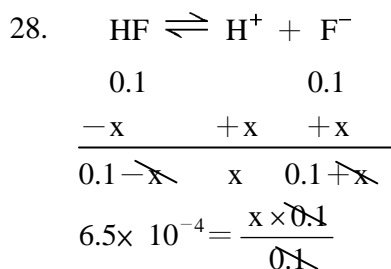 28. HF ⇌ H⁺ + F⁻
0.1 0.1
−x +x +x
0.1−x x 0.1+x
6.5× 10⁻⁴= x × 0.1
0.1